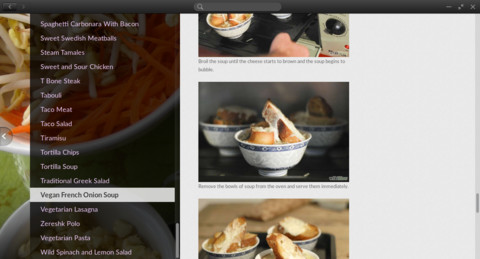 Spaghetti Carbonara With Bacon
Sweet Swedish Meatballs
Steam Tamales
Sweet and Sour Chicken
T Bone Steak
Tabouli
Taco Meat
Taco Salad
Tiramisu
Tortilla Chips
Tortilla Soup
Traditional Greek Salad
Vegan French Onion Soup
Vegetarian Lasagna
Zereshk Polo
Vegetarian Pasta
Wild Spinach and Lemon Salad
Broil the soup until the cheese starts to brown and the soup begins to
bubble.
Remove the bowls of soup from the oven and serve them immediately.